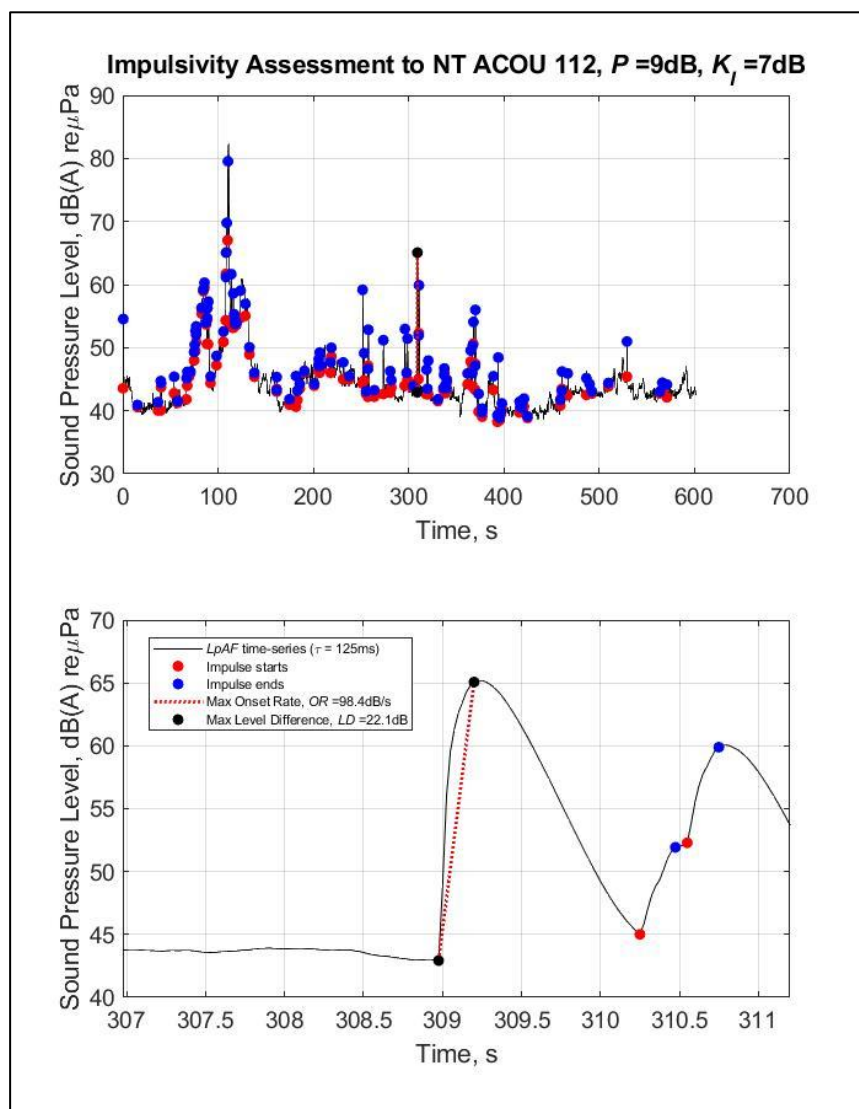 Impulsivity Assessment to NT ACOU 112, P =9dB, K_I =7dB
Sound Pressure Level, dB(A) reμPa
90
80
70
60
50
40
30
0 100 200 300 400 500 600 700
Time, s
Sound Pressure Level, dB(A) reμPa
70
65
60
55
50
45
40
LpAF time-series (τ = 125ms)
Impulse starts
Impulse ends
Max Onset Rate, OR =98.4dB/s
Max Level Difference, LD =22.1dB
307 307.5 308 308.5 309 309.5 310 310.5 311
Time, s